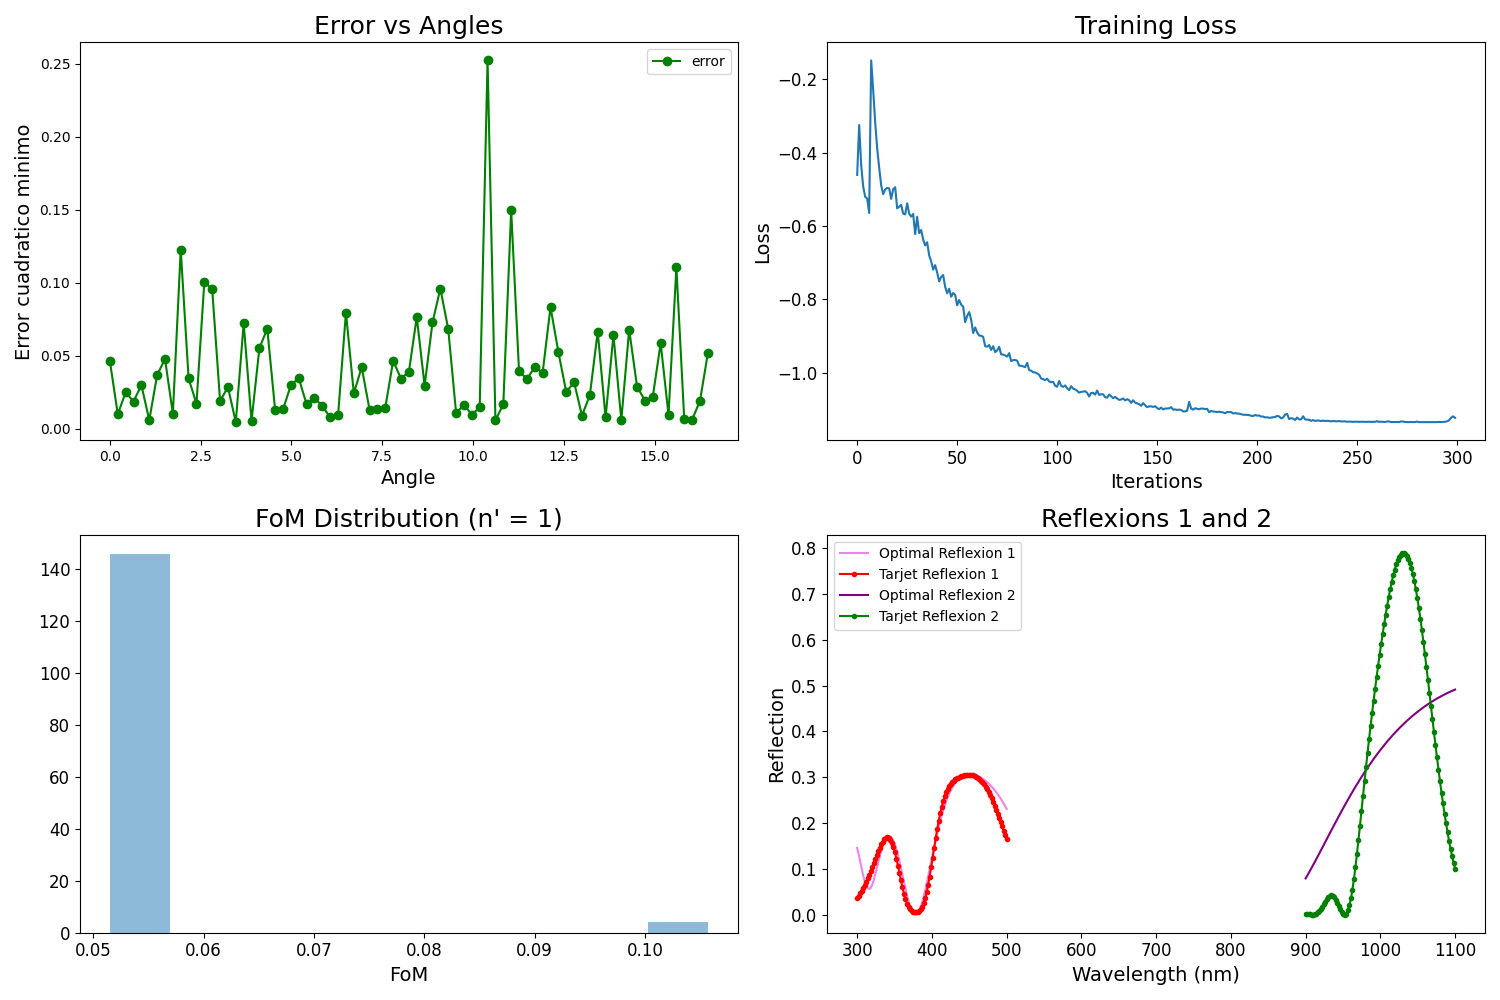 Error vs Angles
error
0.25
0.20
0.15
0.10
0.05
0.00
Error cuadratico minimo
0.0 2.5 5.0 7.5 10.0 12.5 15.0
Angle
Training Loss
−0.2
−0.4
−0.6
−0.8
−1.0
Loss
0 50 100 150 200 250 300
Iterations
FoM Distribution (n' = 1)
140
120
100
80
60
40
20
0
0.05 0.06 0.07 0.08 0.09 0.10
FoM
Reflexions 1 and 2
Optimal Reflexion 1
Tarjet Reflexion 1
Optimal Reflexion 2
Tarjet Reflexion 2
0.8
0.7
0.6
0.5
0.4
0.3
0.2
0.1
0.0
Reflection
300 400 500 600 700 800 900 1000 1100
Wavelength (nm)